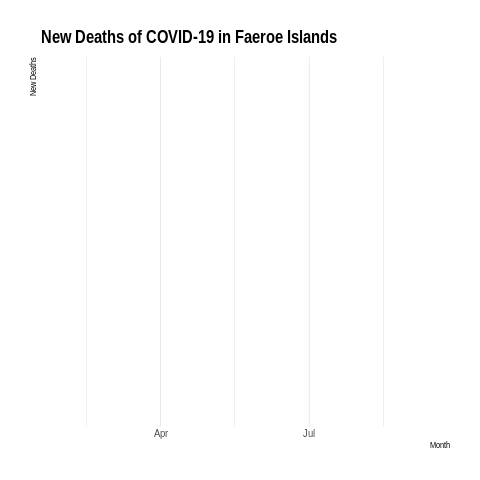 New Deaths of COVID-19 in Faeroe Islands
New Deaths
Apr
Jul
Month